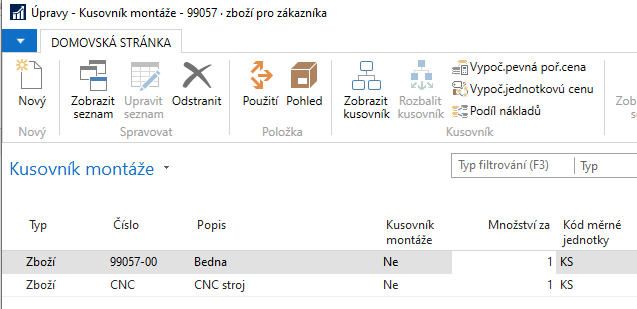 Úpravy - Kusovník montáže - 99057 · zboží pro zákazníka
DOMOVSKÁ STRÁNKA
Nový
Zobrazit seznam
Upravit seznam
Odstranit
Použití
Pohled
Zobrazit kusovník
Rozbalit kusovník
Vypoč.pevná poř.cena
Vypoč.jednotkovú cenu
Podíl nákladů
Zobra
se
Nový
Spravovat
Položka
Kusovník
Kusovník montáže
Typ filtrování (F3)
Typ
Typ Číslo Popis Kusovník montáže Množství za Kód měrné jednotky
Zboží 99057-00 Bedna Ne 1 KS
Zboží CNC CNC stroj Ne 1 KS